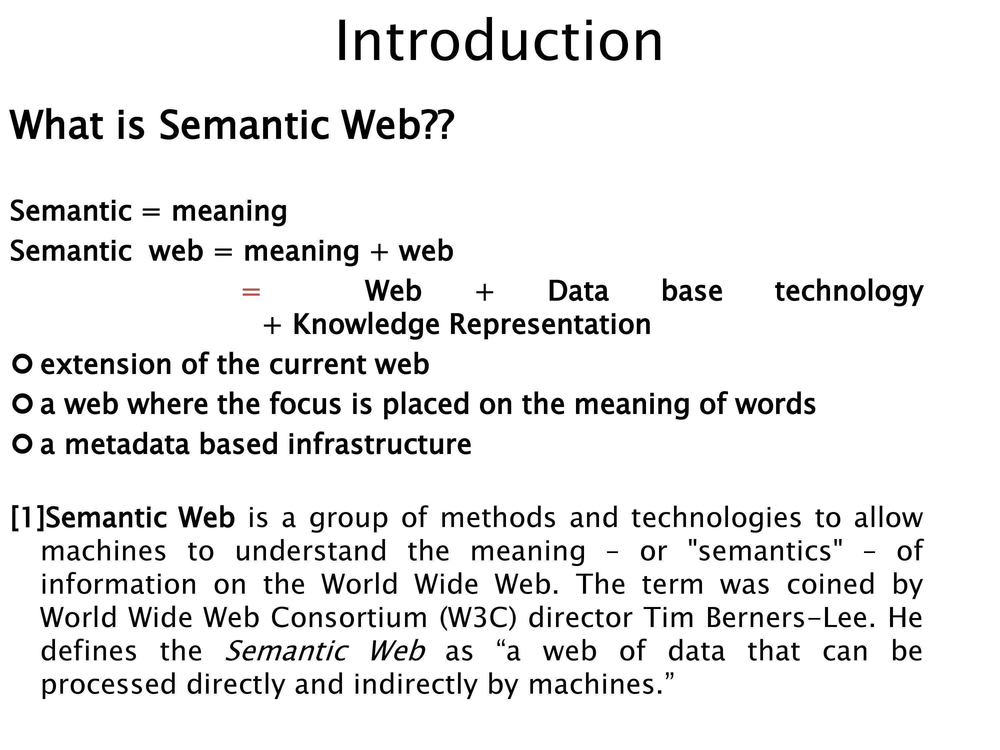 Introduction
What is Semantic Web??
Semantic = meaning
Semantic web = meaning + web
= Web + Data base technology
+ Knowledge Representation
extension of the current web
a web where the focus is placed on the meaning of words
a metadata based infrastructure
[1]Semantic Web is a group of methods and technologies to allow
machines to understand the meaning – or "semantics" – of
information on the World Wide Web. The term was coined by
World Wide Web Consortium (W3C) director Tim Berners-Lee. He
defines the Semantic Web as “a web of data that can be
processed directly and indirectly by machines.”